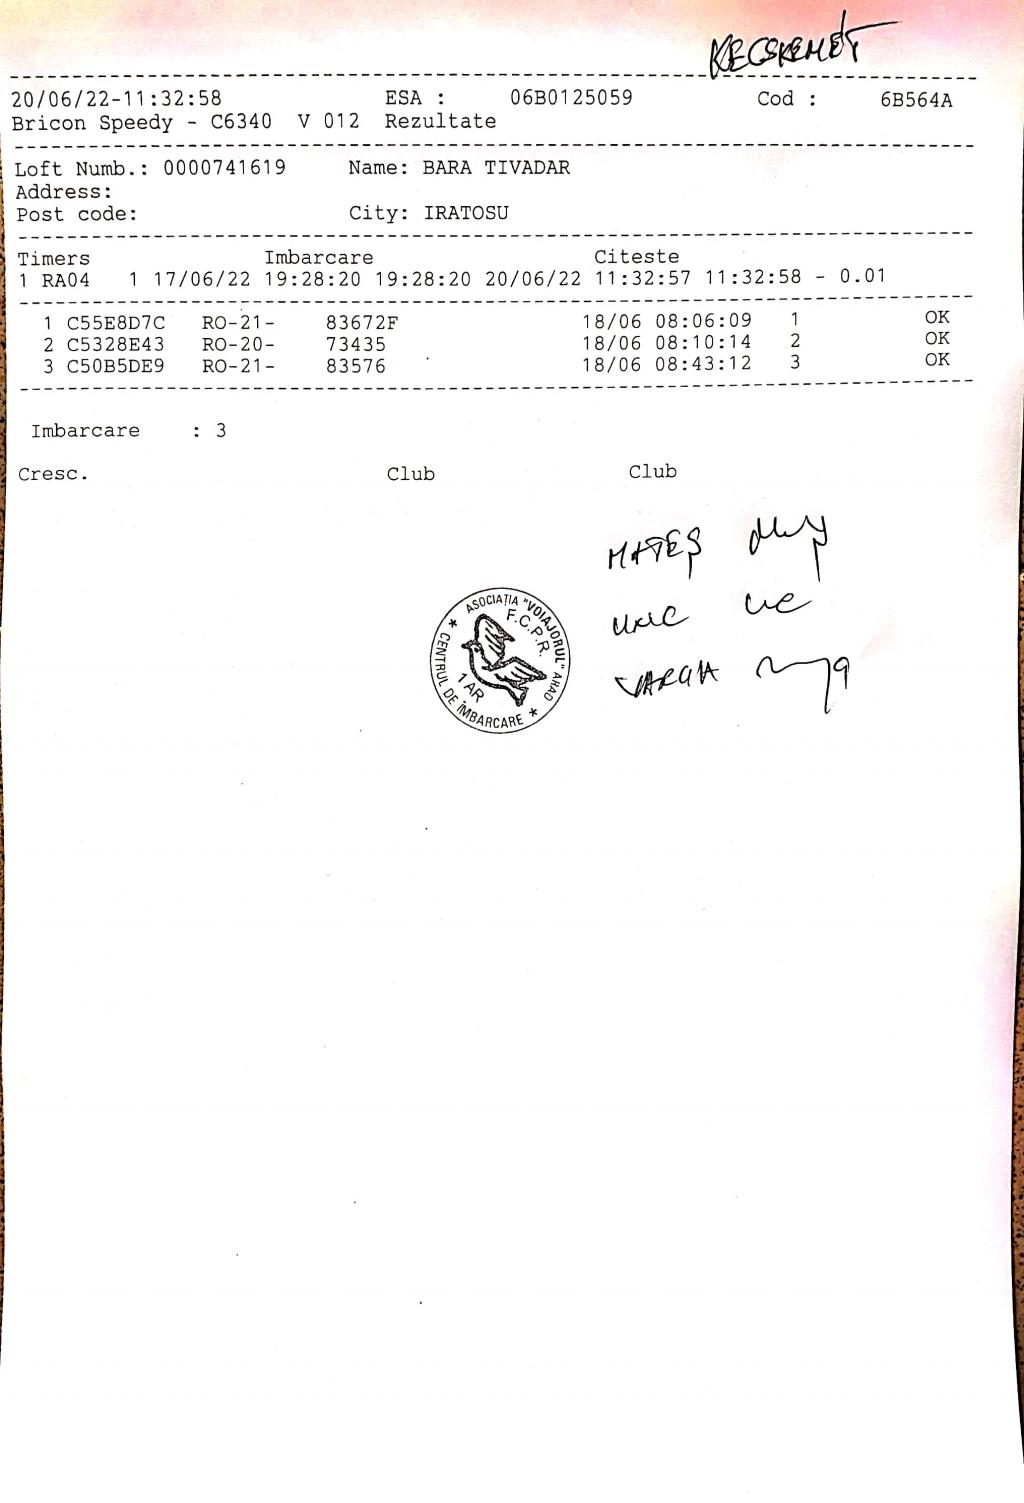 KECSKEMÉT
20/06/22-11:32:58 ESA : 06B0125059 Cod : 6B564A
Bricon Speedy - C6340 V 012 Rezultate
Loft Numb.: 0000741619 Name: BARA TIVADAR
Address:
Post code: City: IRATOSU
Timers Imbarcare Citeste
1 RA04 1 17/06/22 19:28:20 19:28:20 20/06/22 11:32:57 11:32:58 - 0.01
1 C55E8D7C RO-21- 83672F 18/06 08:06:09 1 OK
2 C5328E43 RO-20- 73435 18/06 08:10:14 2 OK
3 C50B5DE9 RO-21- 83576 18/06 08:43:12 3 OK
Imbarcare : 3
Cresc. Club Club
MATEȘ
VARGA
ASOCIAȚIA "VOIAJORUL" ARAD
F.C.P.R.
1 AR
* CENTRUL DE ÎMBARCARE *